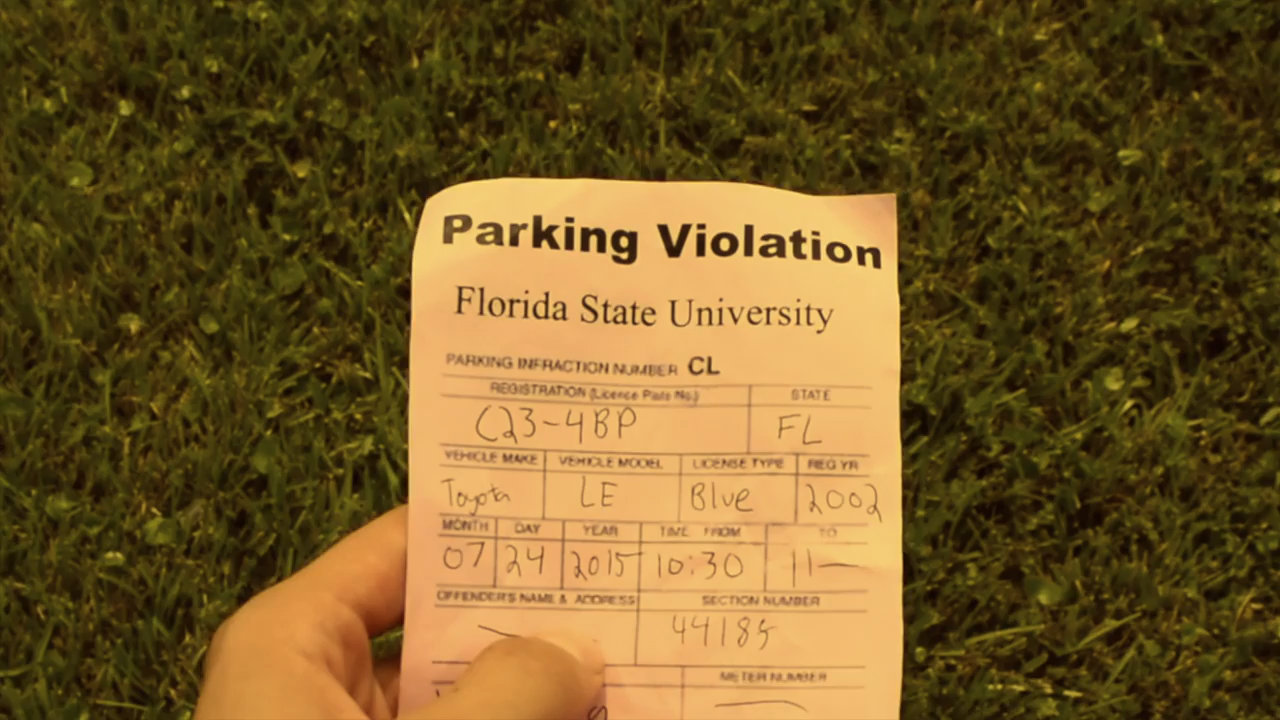 Parking Violation
Florida State University
PARKING INFRACTION NUMBER CL
REGISTRATION (Licence Plate No.) STATE
C23-4BP FL
VEHICLE MAKE VEHICLE MODEL LICENSE TYPE REG YR
Toyota LE Blue 2002
MONTH DAY YEAR TIME FROM TO
07 24 2015 10:30 11—
OFFENDER'S NAME & ADDRESS SECTION NUMBER
44185
METER NUMBER